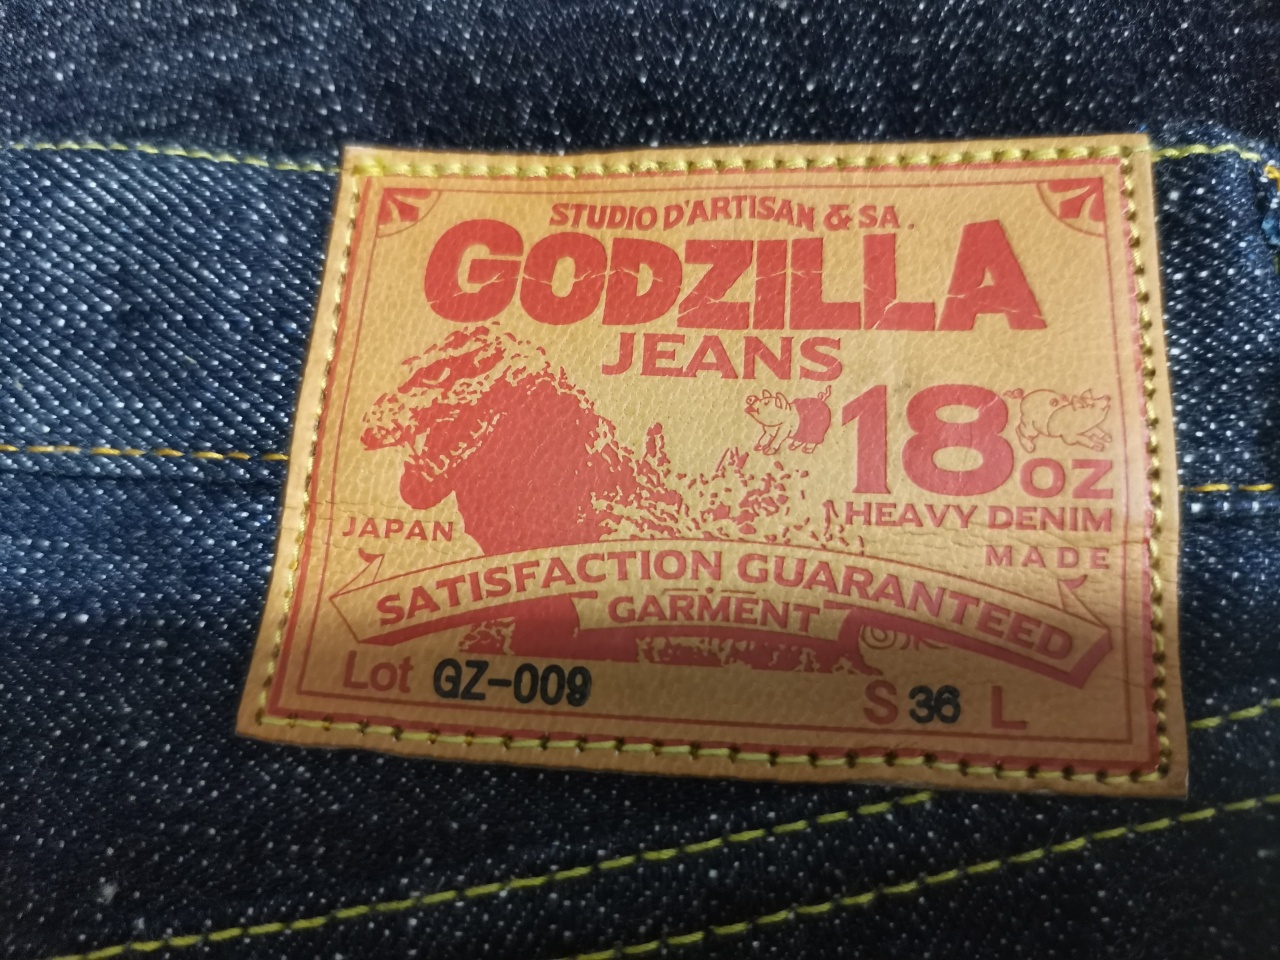 STUDIO D'ARTISAN & SA.
GODZILLA
JEANS
18 OZ
HEAVY DENIM
JAPAN
MADE
SATISFACTION GUARANTEED
GARMENT
Lot GZ-009
S 36 L